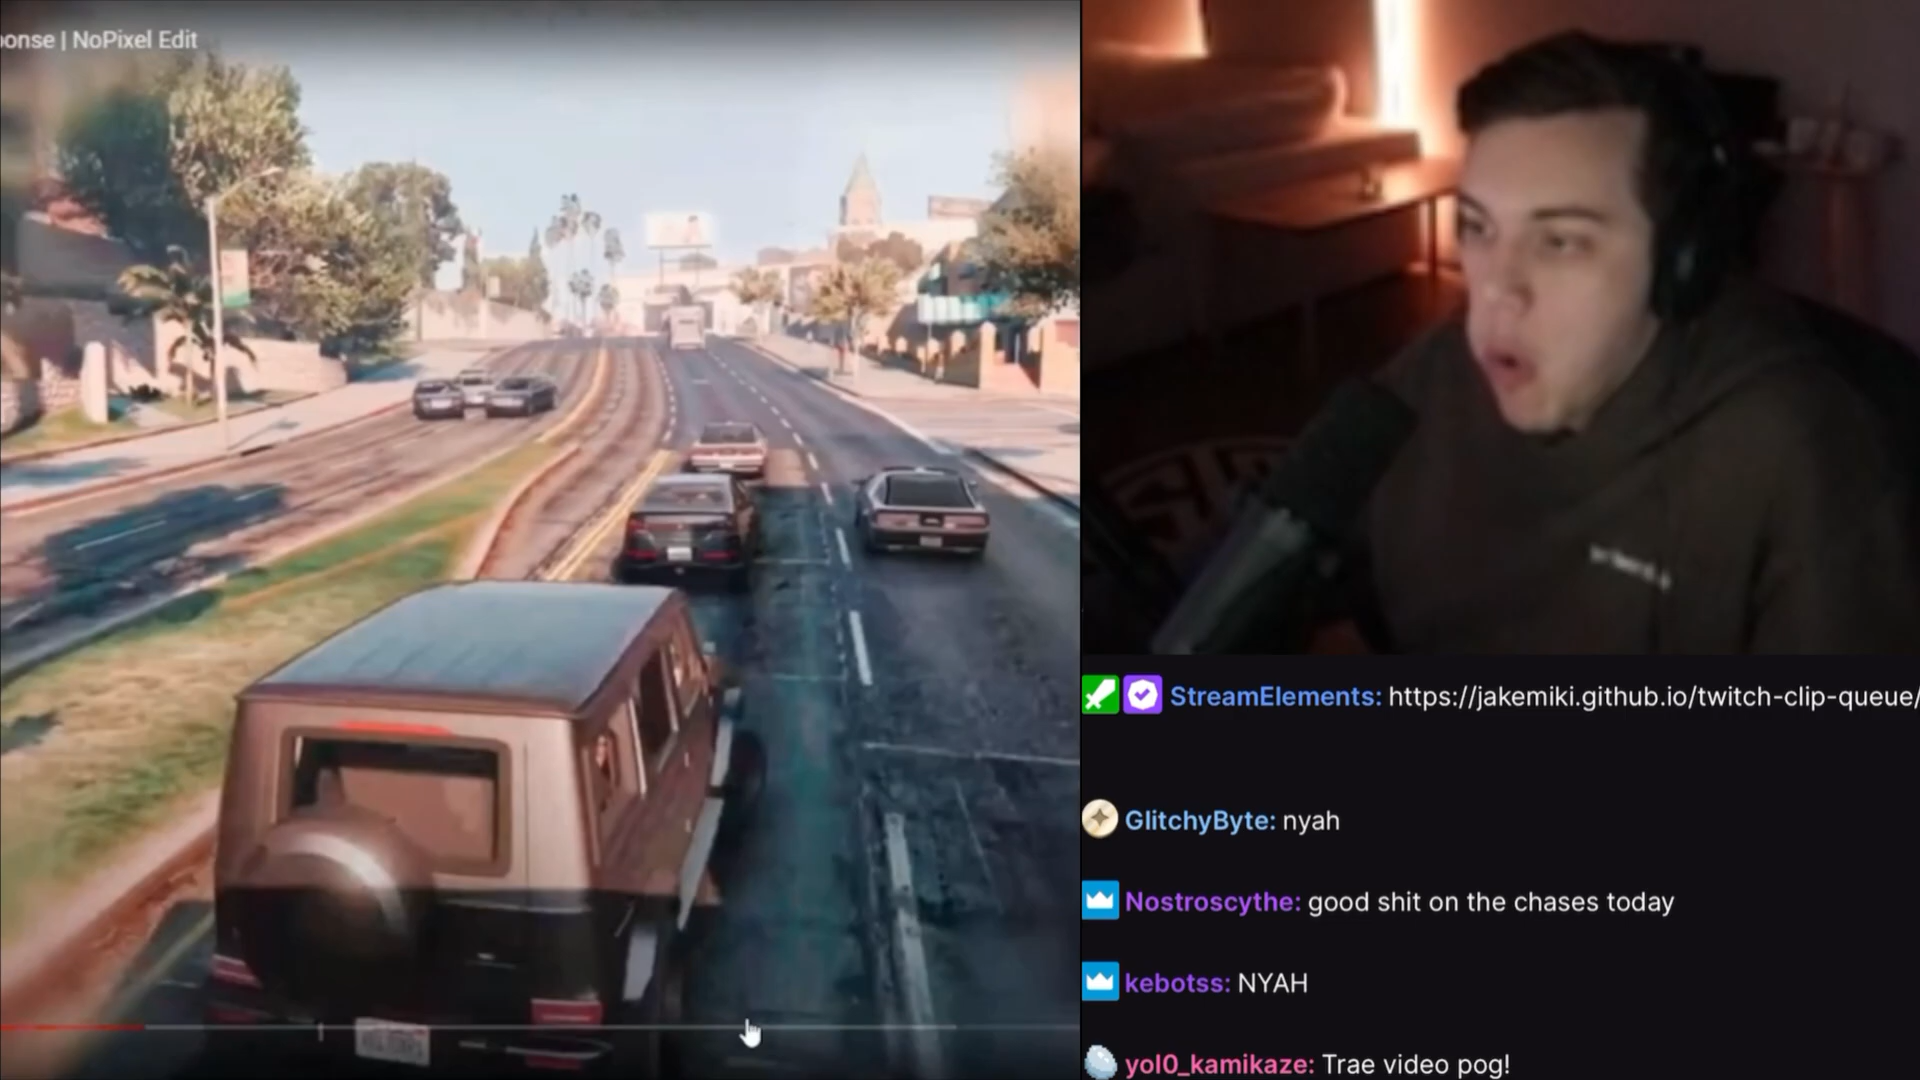 onse | NoPixel Edit
StreamElements: https://jakemiki.github.io/twitch-clip-queue/
GlitchyByte: nyah
Nostroscythe: good shit on the chases today
kebotss: NYAH
yol0_kamikaze: Trae video pog!